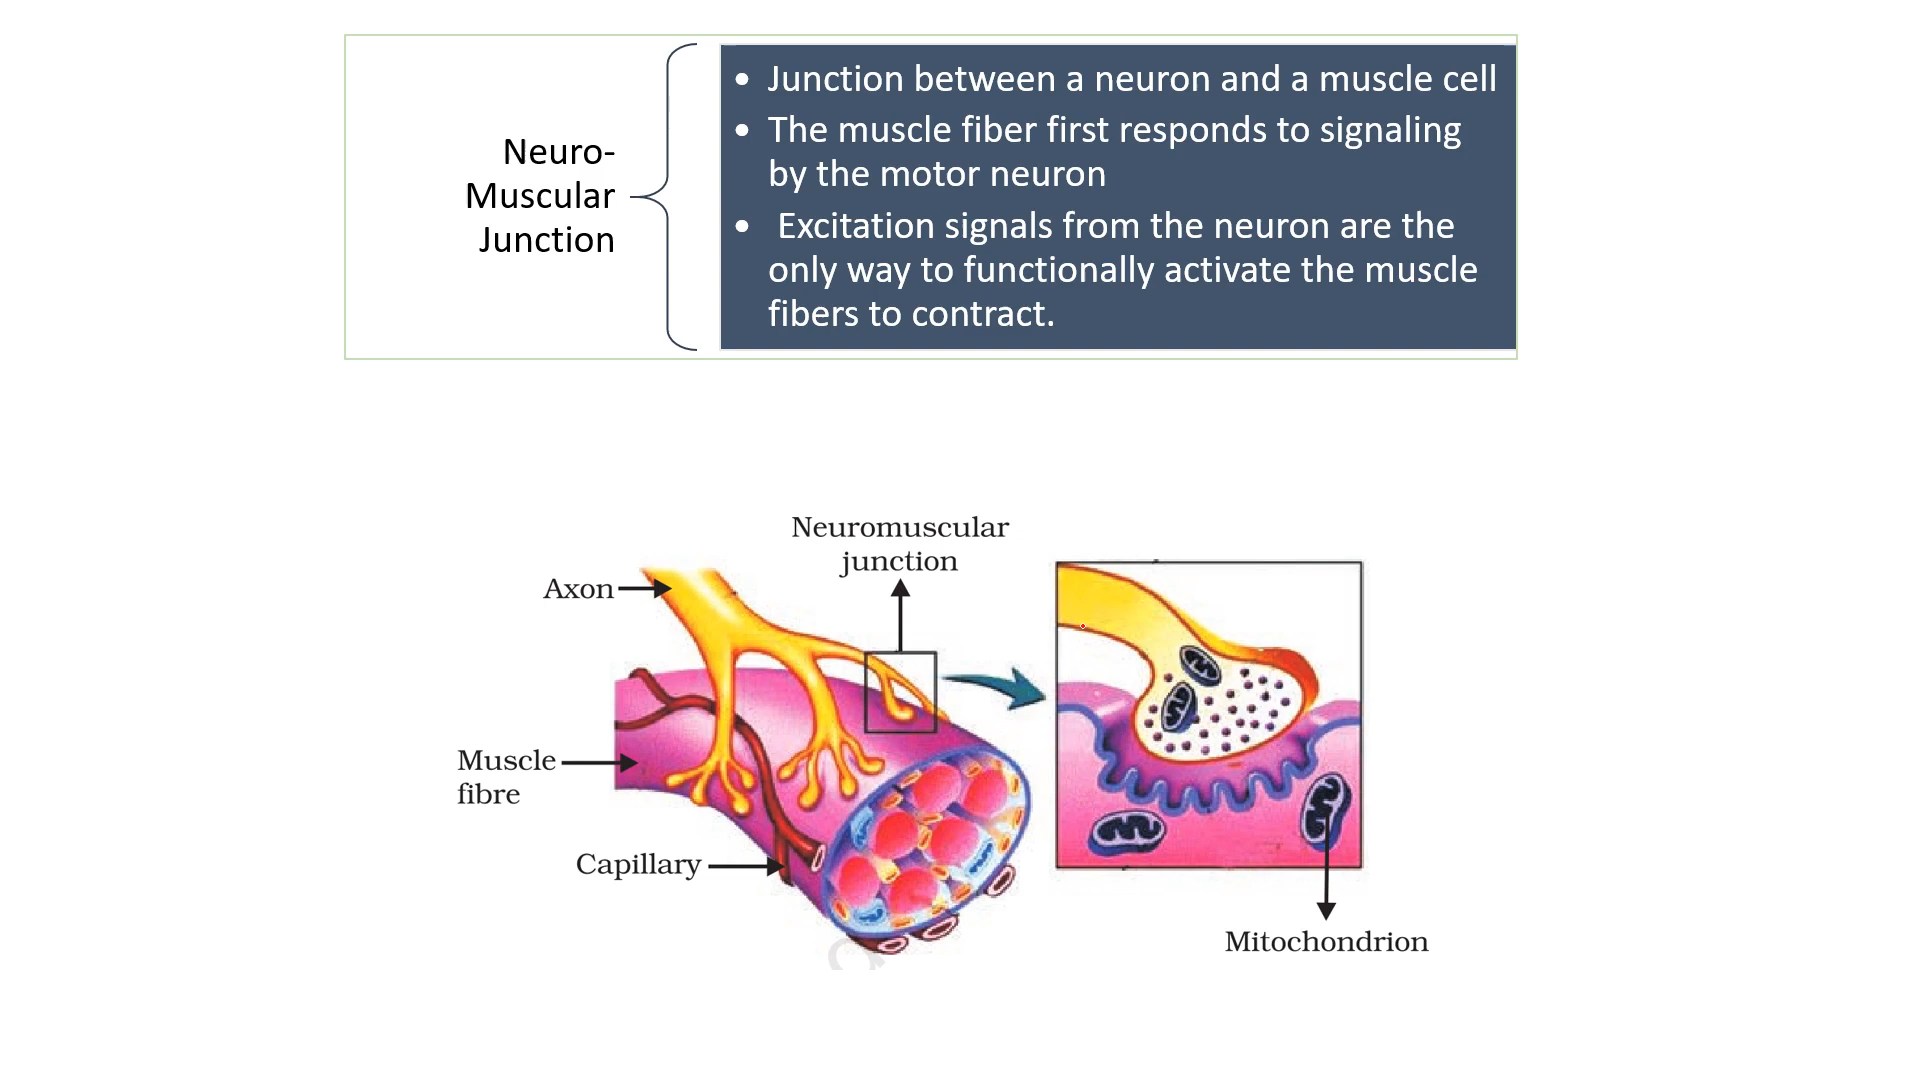 Neuro-
Muscular
Junction
• Junction between a neuron and a muscle cell
• The muscle fiber first responds to signaling
by the motor neuron
• Excitation signals from the neuron are the
only way to functionally activate the muscle
fibers to contract.
Neuromuscular
junction
Axon
Muscle
fibre
Capillary
Mitochondrion